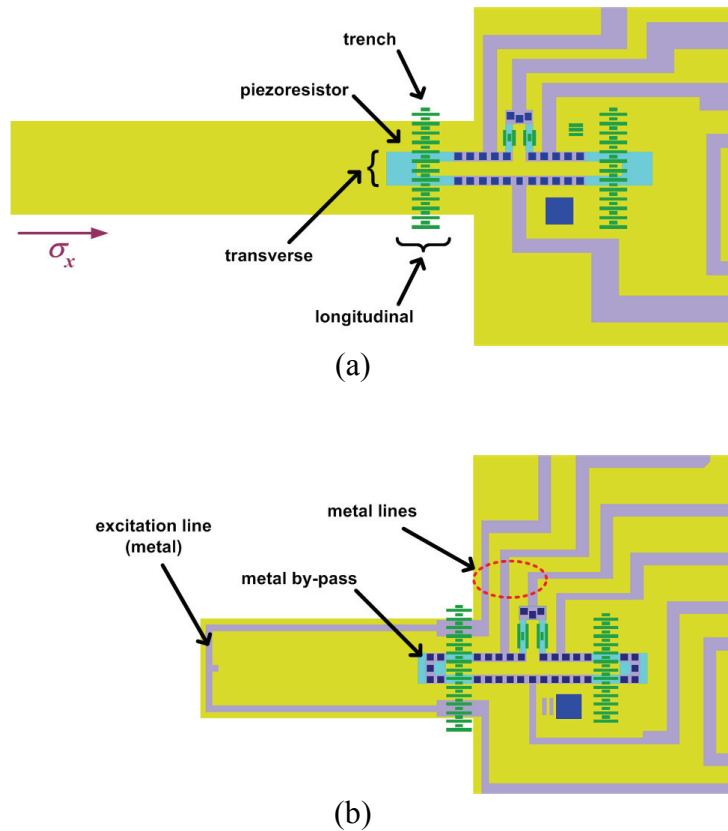 trench
piezoresistor
{
σx
transverse
longitudinal
(a)
excitation line
(metal)
metal lines
metal by-pass
(b)